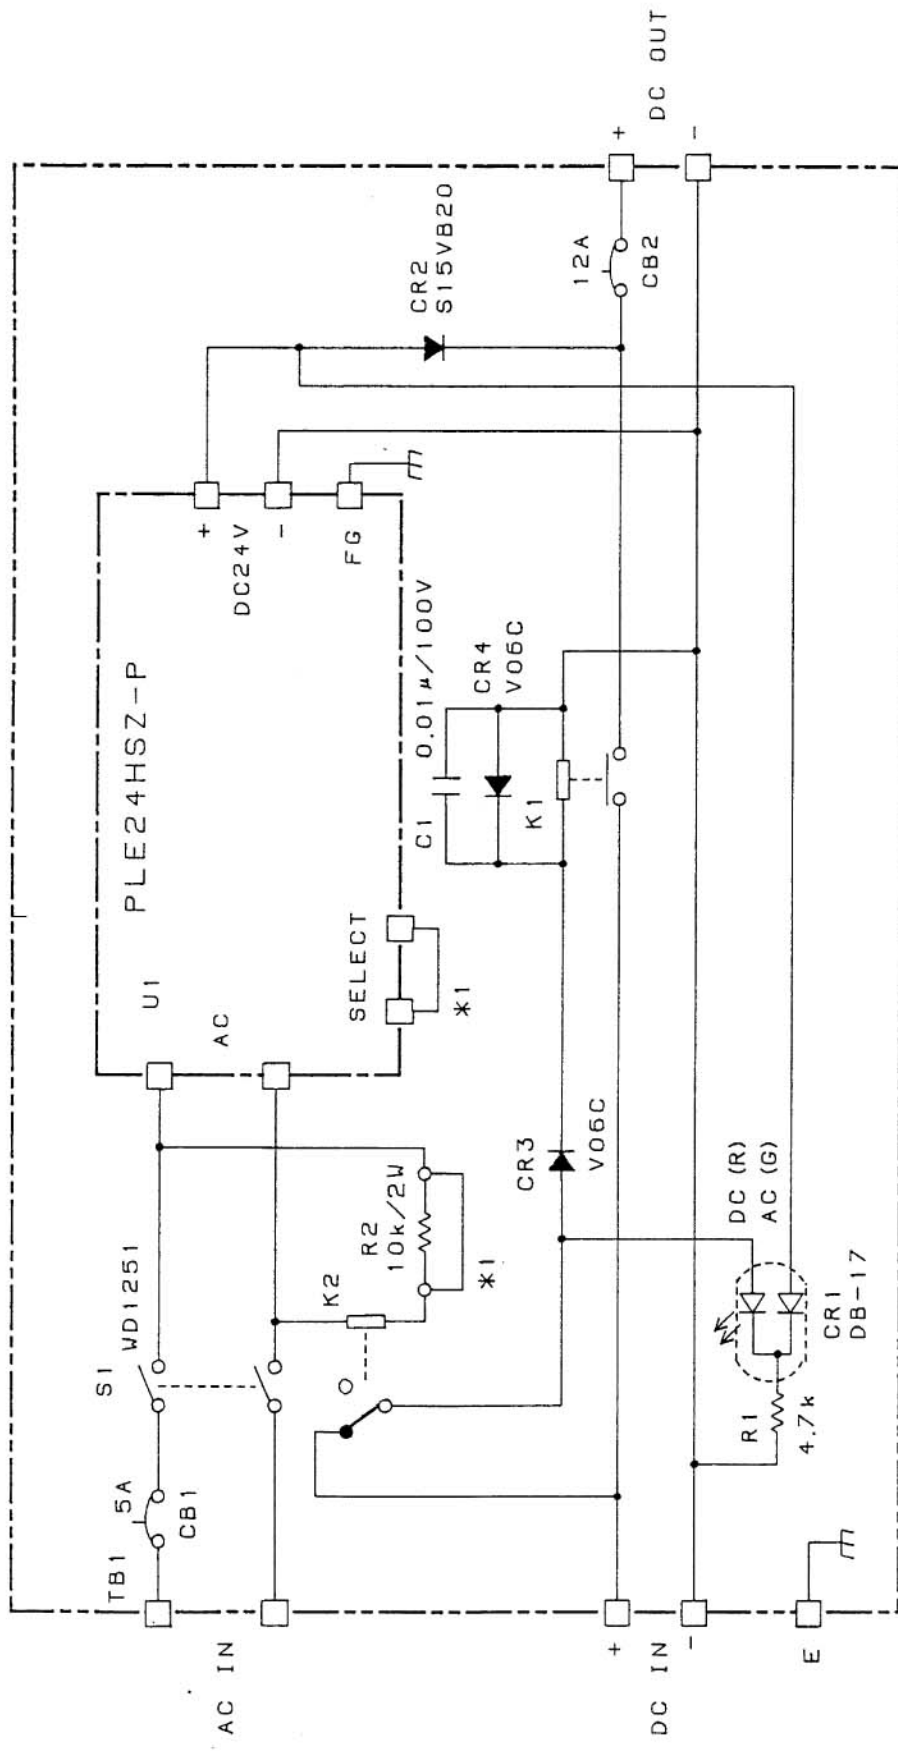 AC IN
TB1
5A
CB1
S1
WD1251
U1
PLE24HSZ-P
AC
SELECT
*1
+
DC24V
-
FG
K2
R2
10k/2W
*1
C1
0.01μ/100V
CR4
V06C
K1
CR3
V06C
CR2
S15VB20
12A
CB2
+
DC OUT
-
+
DC IN
-
E
R1
4.7k
DC(R)
AC(G)
CR1
DB-17